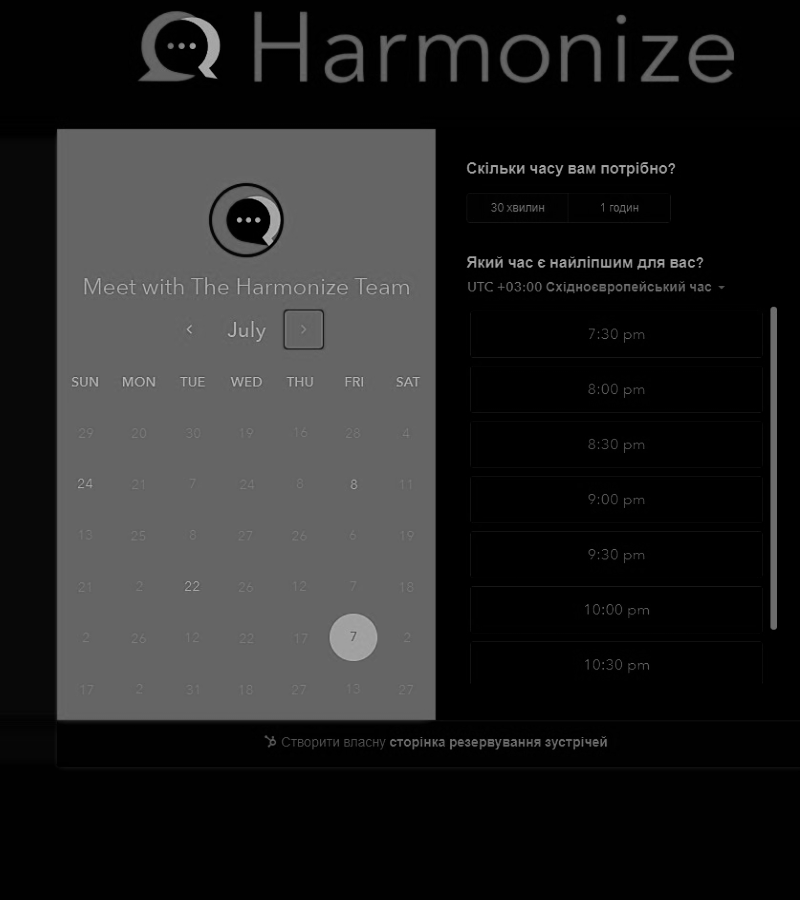 Harmonize
Meet with The Harmonize Team
July
SUN MON TUE WED THU FRI SAT
29 20 30 19 16 28 4
24 21 7 24 8 8 11
13 25 8 27 26 6 19
21 2 22 26 12 7 18
2 26 12 22 17 7 2
17 2 31 18 27 13 27
Скільки часу вам потрібно?
30 хвилин 1 годин
Який час є найліпшим для вас?
UTC +03:00 Східноєвропейський час
7:30 pm
8:00 pm
8:30 pm
9:00 pm
9:30 pm
10:00 pm
10:30 pm
Створити власну сторінка резервування зустрічей